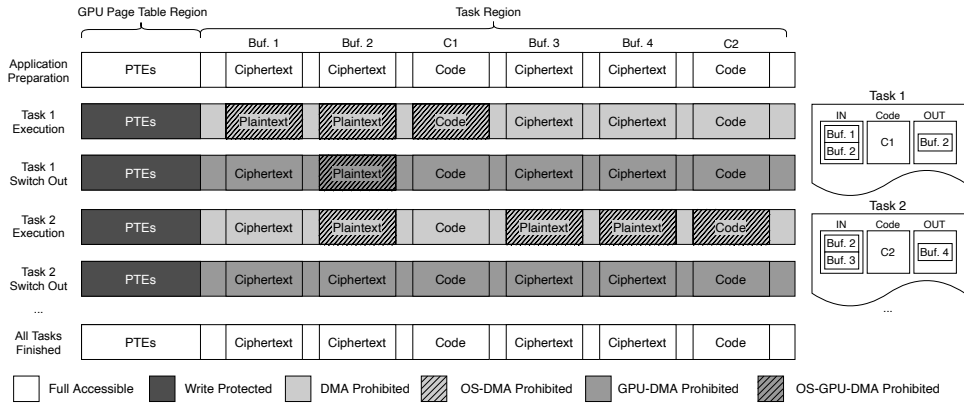 GPU Page Table Region Task Region
Buf. 1 Buf. 2 C1 Buf. 3 Buf. 4 C2
Application
Preparation
PTEs Ciphertext Ciphertext Code Ciphertext Ciphertext Code
Task 1
Execution
PTEs Plaintext Plaintext Code Ciphertext Ciphertext Code
Task 1
Switch Out
PTEs Ciphertext Plaintext Code Ciphertext Ciphertext Code
Task 2
Execution
PTEs Ciphertext Plaintext Code Plaintext Plaintext Code
Task 2
Switch Out
PTEs Ciphertext Ciphertext Code Ciphertext Ciphertext Code
...
All Tasks
Finished
PTEs Ciphertext Ciphertext Code Ciphertext Ciphertext Code
Task 1
IN Code OUT
Buf. 1
Buf. 2
C1
Buf. 2
Task 2
IN Code OUT
Buf. 2
Buf. 3
C2
Buf. 4
...
Full Accessible Write Protected DMA Prohibited OS-DMA Prohibited GPU-DMA Prohibited OS-GPU-DMA Prohibited